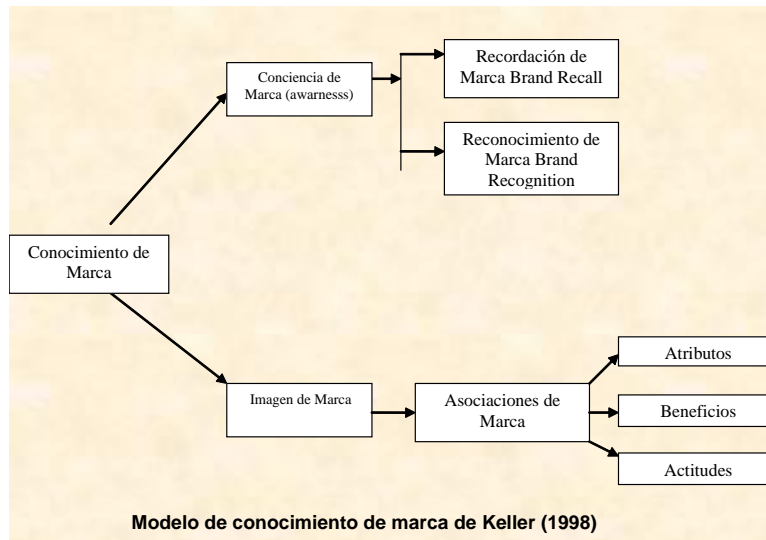 Conciencia de
Marca (awarnesss)
Recordación de
Marca Brand Recall
Reconocimiento de
Marca Brand
Recognition
Conocimiento de
Marca
Imagen de Marca
Asociaciones de
Marca
Atributos
Beneficios
Actitudes
Modelo de conocimiento de marca de Keller (1998)